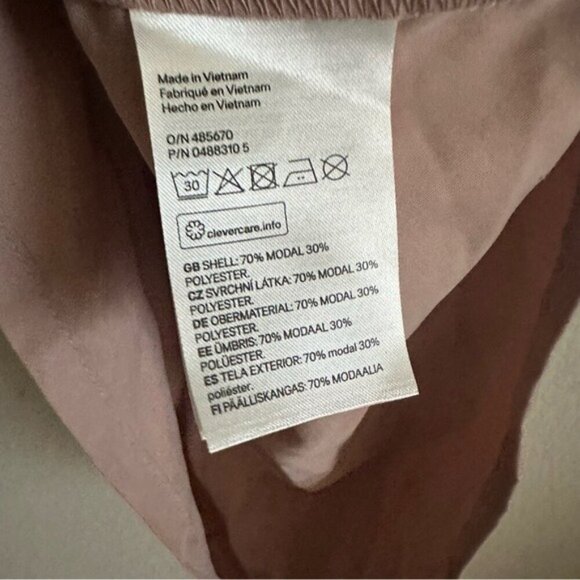 Made in Vietnam
Fabriqué en Vietnam
Hecho en Vietnam
O/N 485670
P/N 0488310 5
30
clevercare.info
GB SHELL: 70% MODAL 30%
POLYESTER.
CZ SVRCHNÍ LÁTKA: 70% MODAL 30%
POLYESTER.
DE OBERMATERIAL: 70% MODAL 30%
POLYESTER.
EE ÜMBRIS: 70% MODAAL 30%
POLÜESTER.
ES TELA EXTERIOR: 70% modal 30%
poliéster.
FI PÄÄLLISKANGAS: 70% MODAALIA